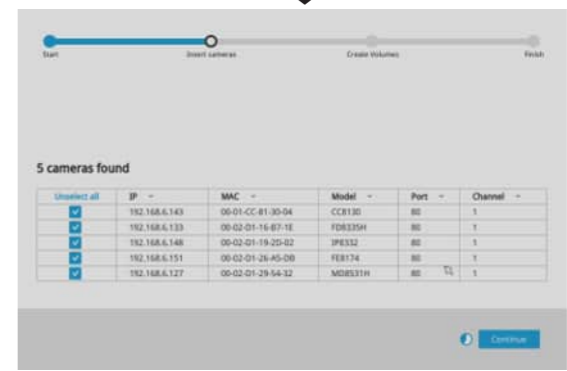 Start Insert cameras Create Volumes Finish
5 cameras found
Unselect all IP MAC Model Port Channel
192.168.6.143 00-01-CC-81-30-04 CC8130 80 1
192.168.6.133 00-02-D1-16-B7-1E FD8335H 80 1
192.168.6.148 00-02-D1-19-2D-02 IP8332 80 1
192.168.6.151 00-02-D1-26-A5-DB FE8174 80 1
192.168.6.127 00-02-D1-29-54-32 MD8531H 80 1
Continue